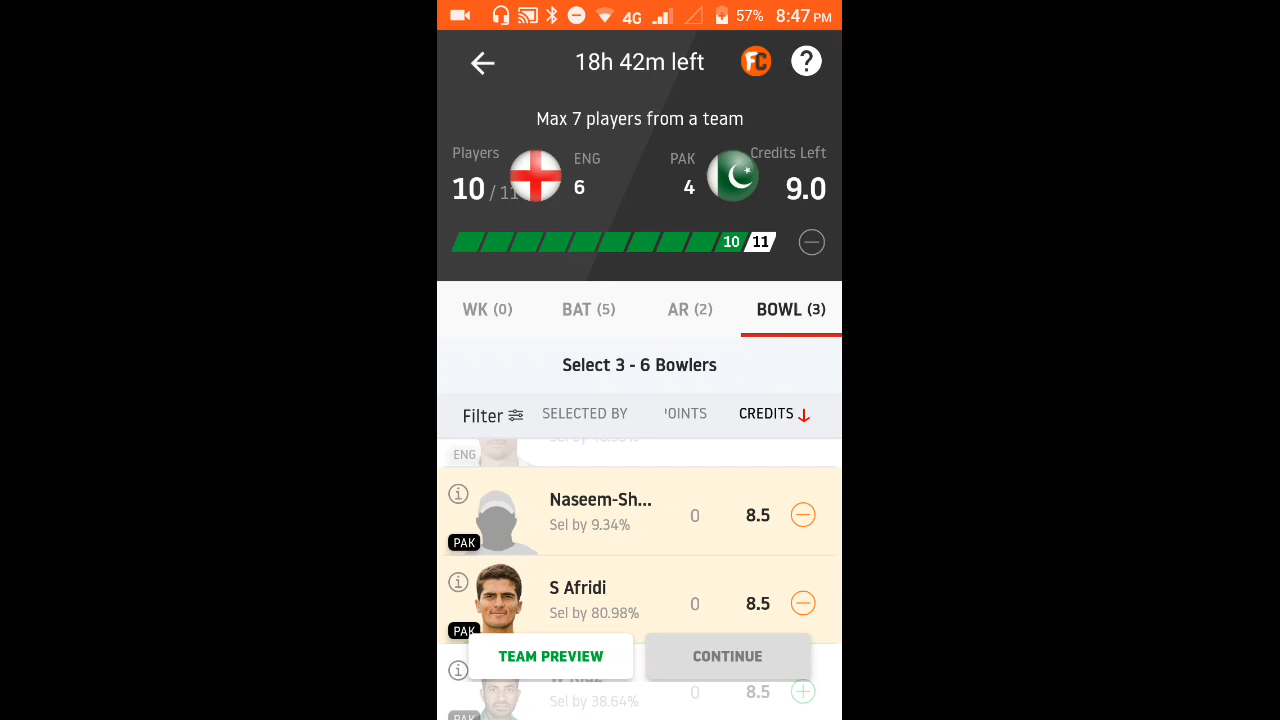 4G 57% 8:47 PM
18h 42m left FC ?
Max 7 players from a team
Players ENG PAK Credits Left
10 / 11 6 4 9.0
10 11
WK (0) BAT (5) AR (2) BOWL (3)
Select 3 - 6 Bowlers
Filter SELECTED BY POINTS CREDITS
ENG
Naseem-Sh...
Sel by 9.34% 0 8.5
PAK
S Afridi
Sel by 80.98% 0 8.5
PAK
TEAM PREVIEW CONTINUE
Sel by 38.64% 0 8.5
PAK